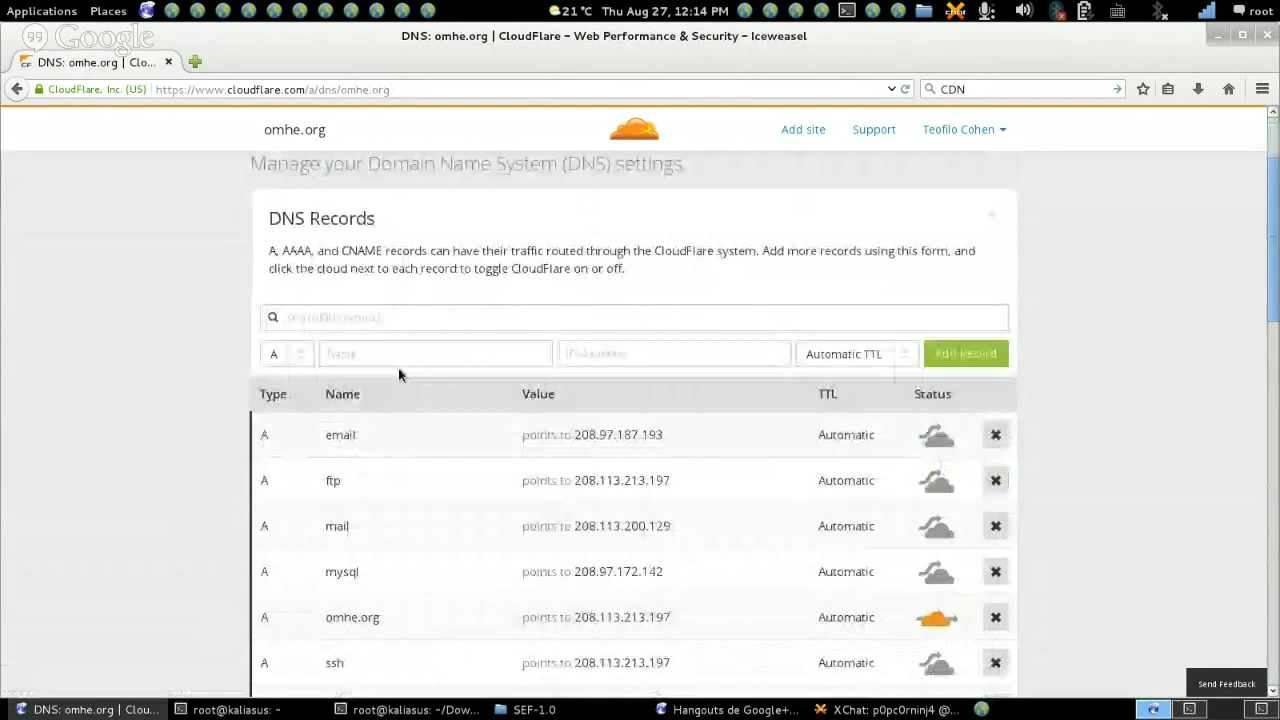 Applications Places 21 °C Thu Aug 27, 12:14 PM root
DNS: omhe.org | CloudFlare - Web Performance & Security - Iceweasel
Google
DNS: omhe.org | Clo...
CloudFlare, Inc. (US) https://www.cloudflare.com/a/dns/omhe.org CDN
omhe.org Add site Support Teofilo Cohen
Manage your Domain Name System (DNS) settings
DNS Records
A, AAAA, and CNAME records can have their traffic routed through the CloudFlare system. Add more records using this form, and
click the cloud next to each record to toggle CloudFlare on or off.
A Name Automatic TTL Add Record
Type Name Value TTL Status
A email points to 208.97.187.193 Automatic
A ftp points to 208.113.213.197 Automatic
A mail points to 208.113.200.129 Automatic
A mysql points to 208.97.172.142 Automatic
A omhe.org points to 208.113.213.197 Automatic
A ssh points to 208.113.213.197 Automatic
Send Feedback
DNS: omhe.org | Clou... root@kaliasus: ~ root@kaliasus: ~/Dow... SEF-1.0 Hangouts de Google+... XChat: p0pc0rninj4 @...